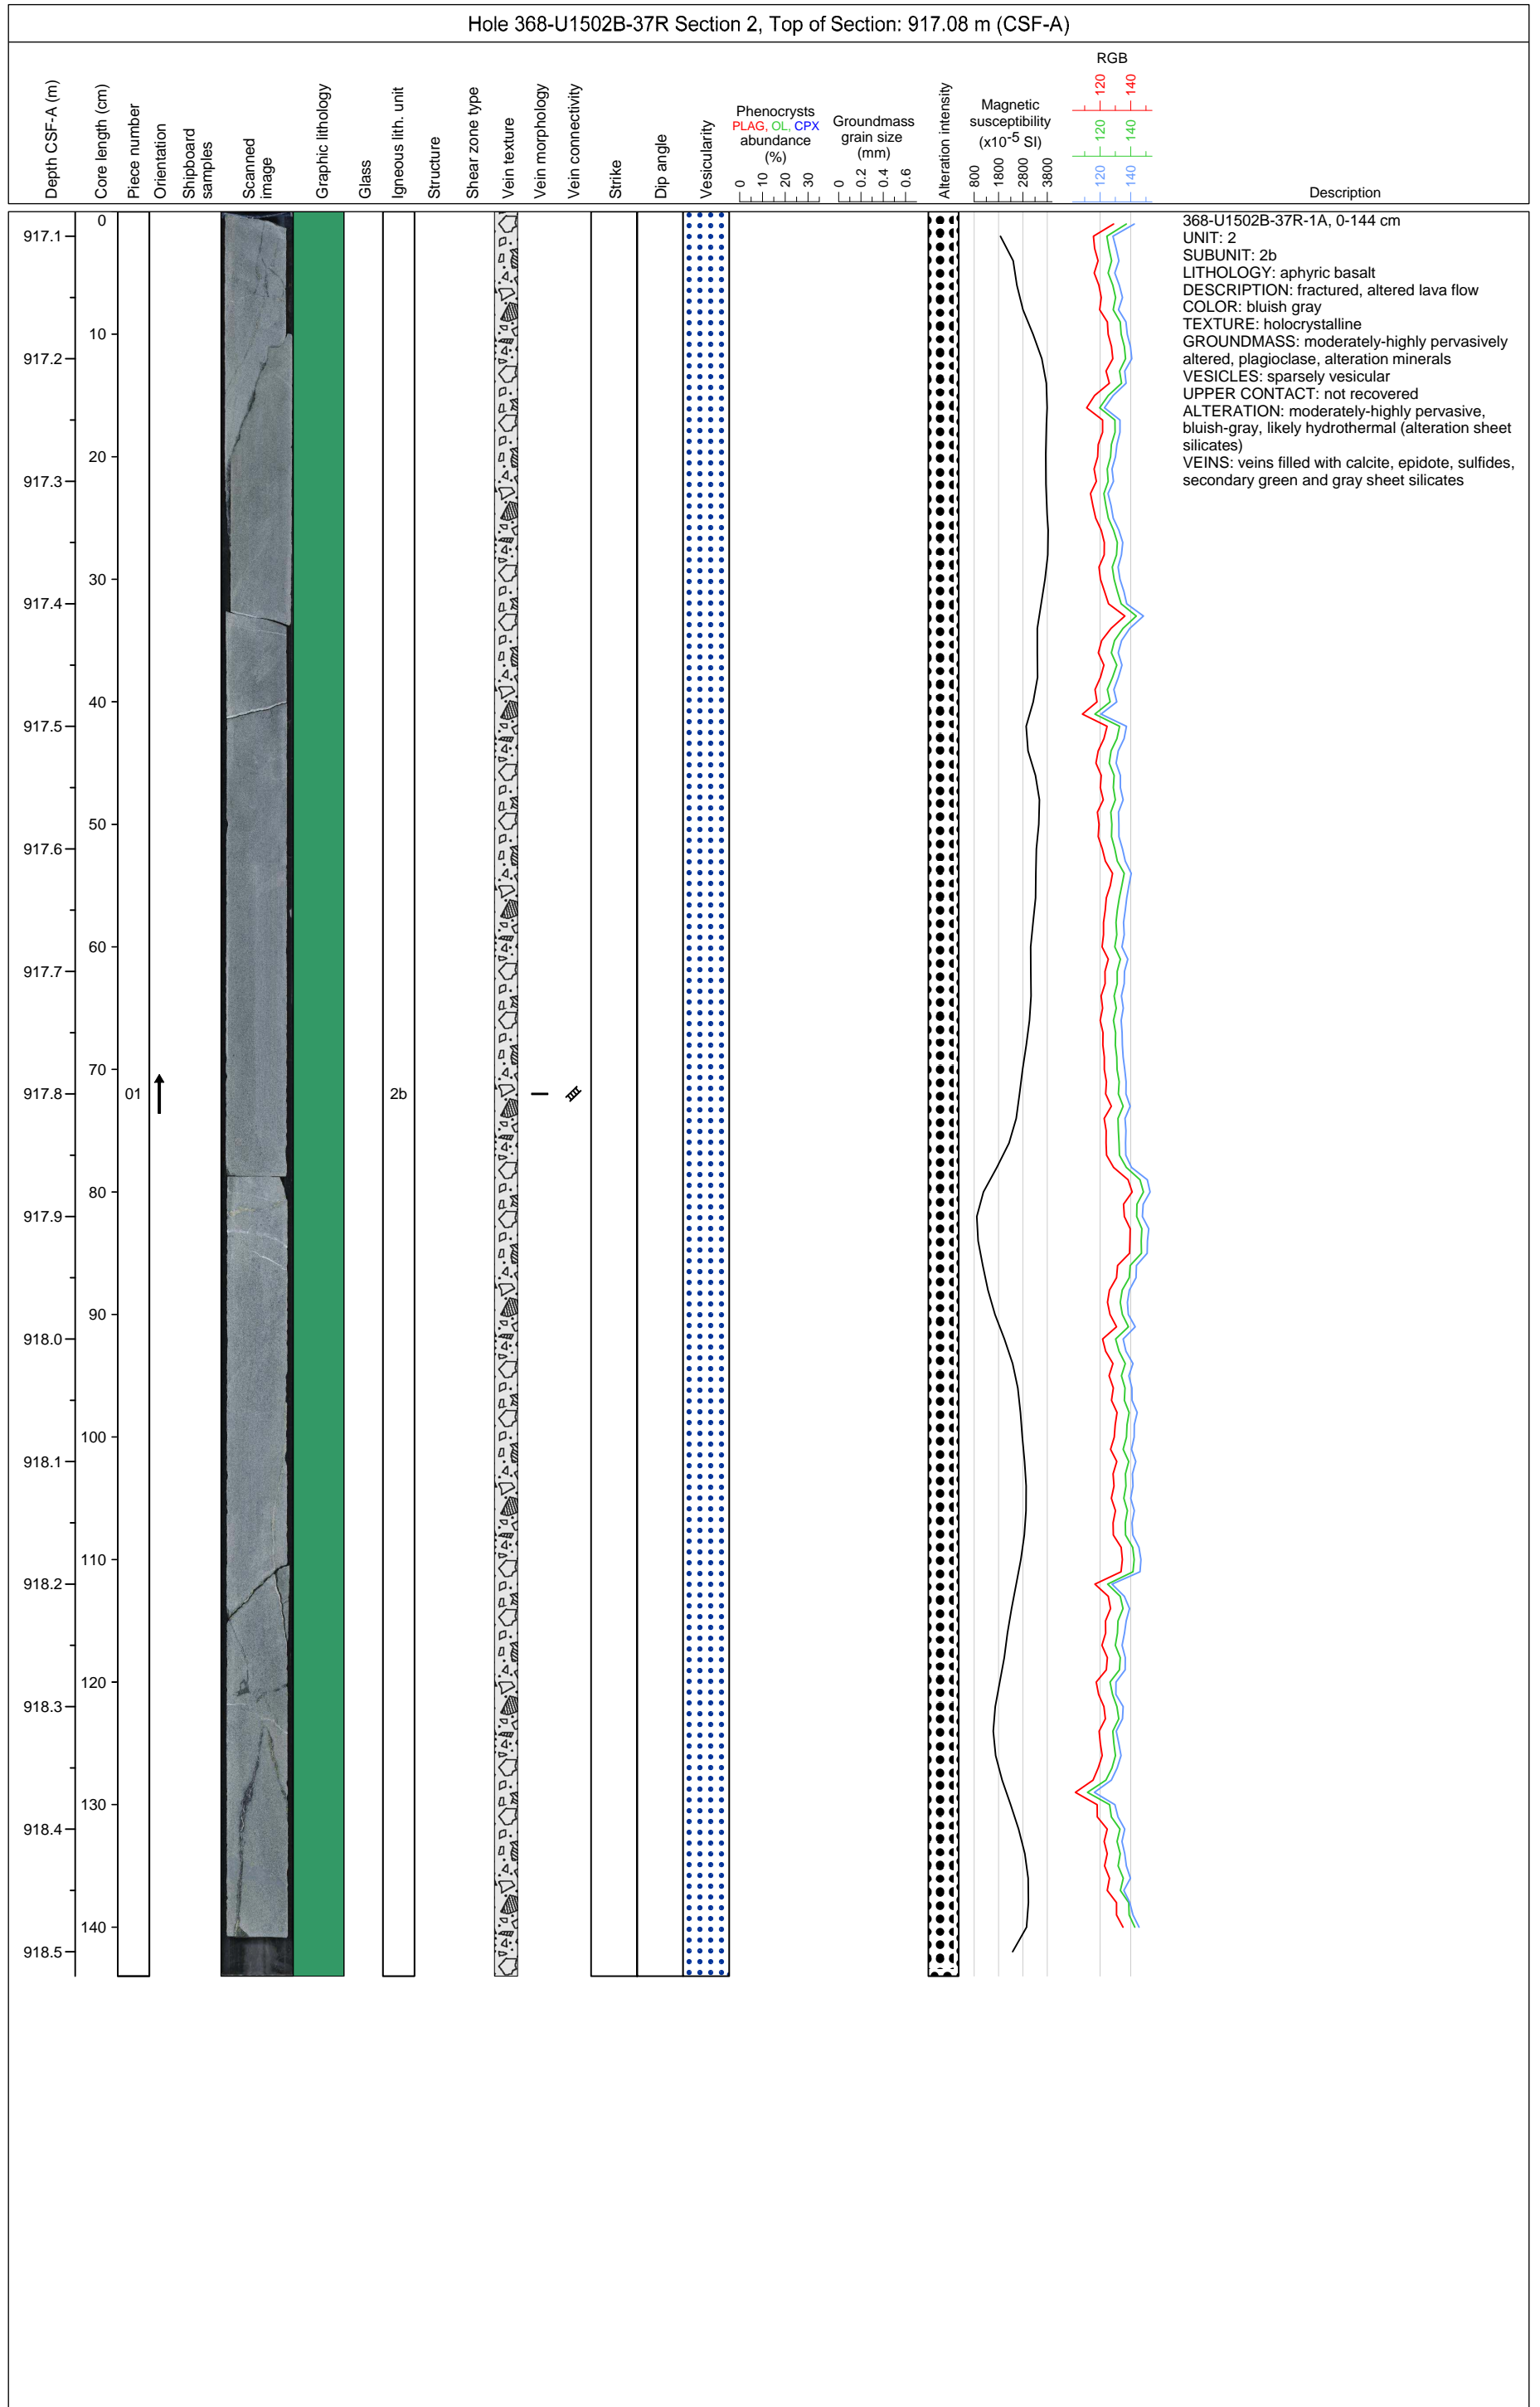 Hole 368-U1502B-37R Section 2, Top of Section: 917.08 m (CSF-A)
Depth CSF-A (m)
Core length (cm)
Piece number
Orientation
Shipboard
samples
Scanned
image
Graphic lithology
Glass
Igneous lith. unit
Structure
Shear zone type
Vein texture
Vein morphology
Vein connectivity
Strike
Dip angle
Vesicularity
Phenocrysts
PLAG, OL, CPX
abundance
(%)
0 10 20 30
Groundmass
grain size
(mm)
0 0.2 0.4 0.6
Alteration intensity
Magnetic
susceptibility
(x10-5 SI)
800 1800 2800 3800
RGB
120 140
120 140
120 140
Description
368-U1502B-37R-1A, 0-144 cm
UNIT: 2
SUBUNIT: 2b
LITHOLOGY: aphyric basalt
DESCRIPTION: fractured, altered lava flow
COLOR: bluish gray
TEXTURE: holocrystalline
GROUNDMASS: moderately-highly pervasively
altered, plagioclase, alteration minerals
VESICLES: sparsely vesicular
UPPER CONTACT: not recovered
ALTERATION: moderately-highly pervasive,
bluish-gray, likely hydrothermal (alteration sheet
silicates)
VEINS: veins filled with calcite, epidote, sulfides,
secondary green and gray sheet silicates
0
917.1
10
917.2
20
917.3
30
917.4
40
917.5
50
917.6
60
917.7
70
917.8
01
2b
80
917.9
90
918.0
100
918.1
110
918.2
120
918.3
130
918.4
140
918.5